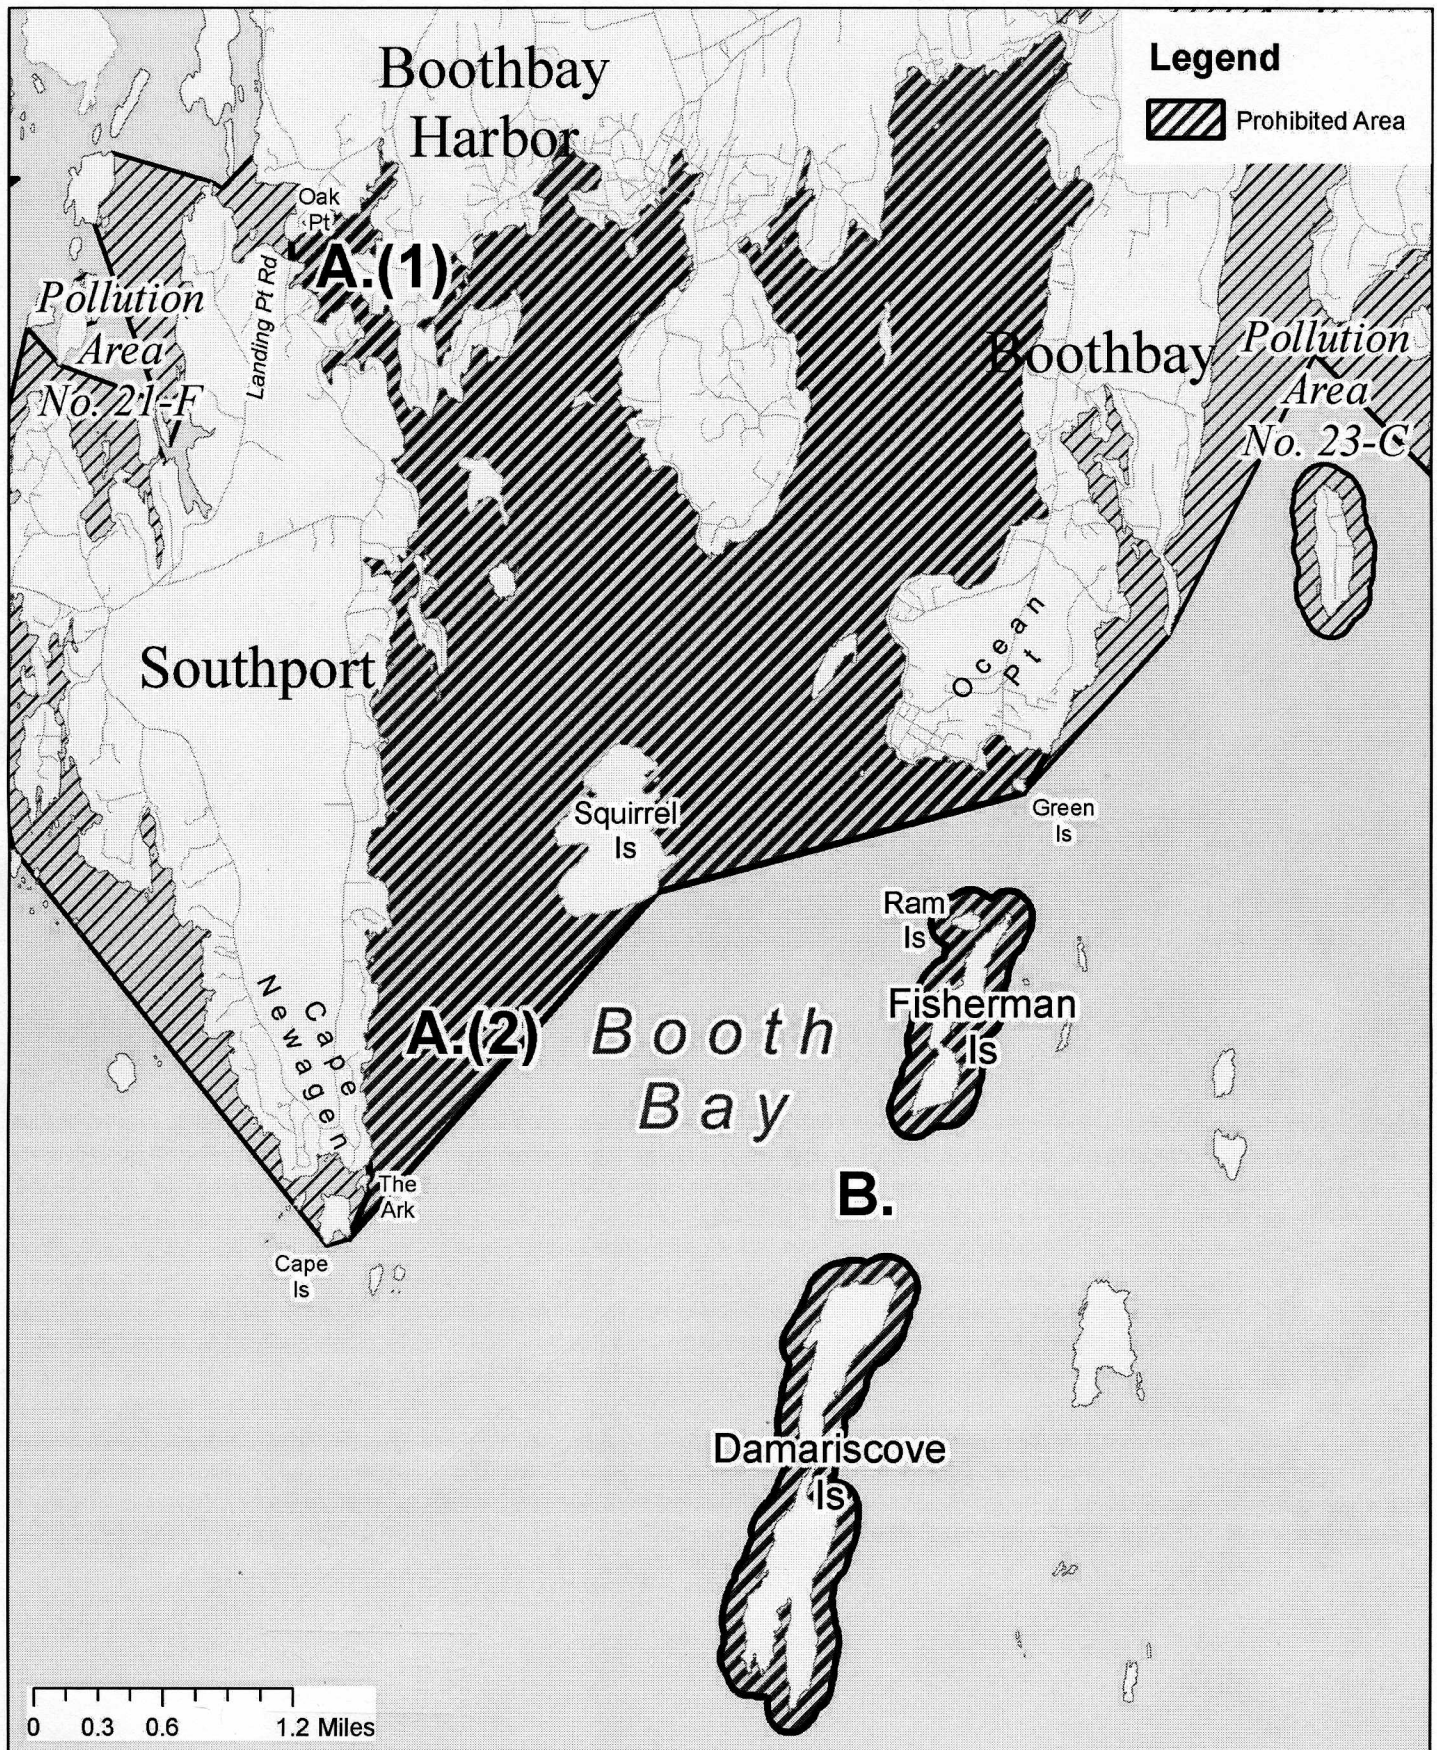 Boothbay
Harbor
Legend
Prohibited Area
Oak
Pt
A.(1)
Landing Pt Rd
Pollution
Area
No. 21-F
Boothbay
Pollution
Area
No. 23-C
Southport
Ocean
Pt
Squirrel
Is
Green
Is
Ram
Is
Fisherman
Is
Cape
Newagen
A.(2)
Booth
Bay
The
Ark
B.
Cape
Is
Damariscove
Is
0 0.3 0.6 1.2 Miles